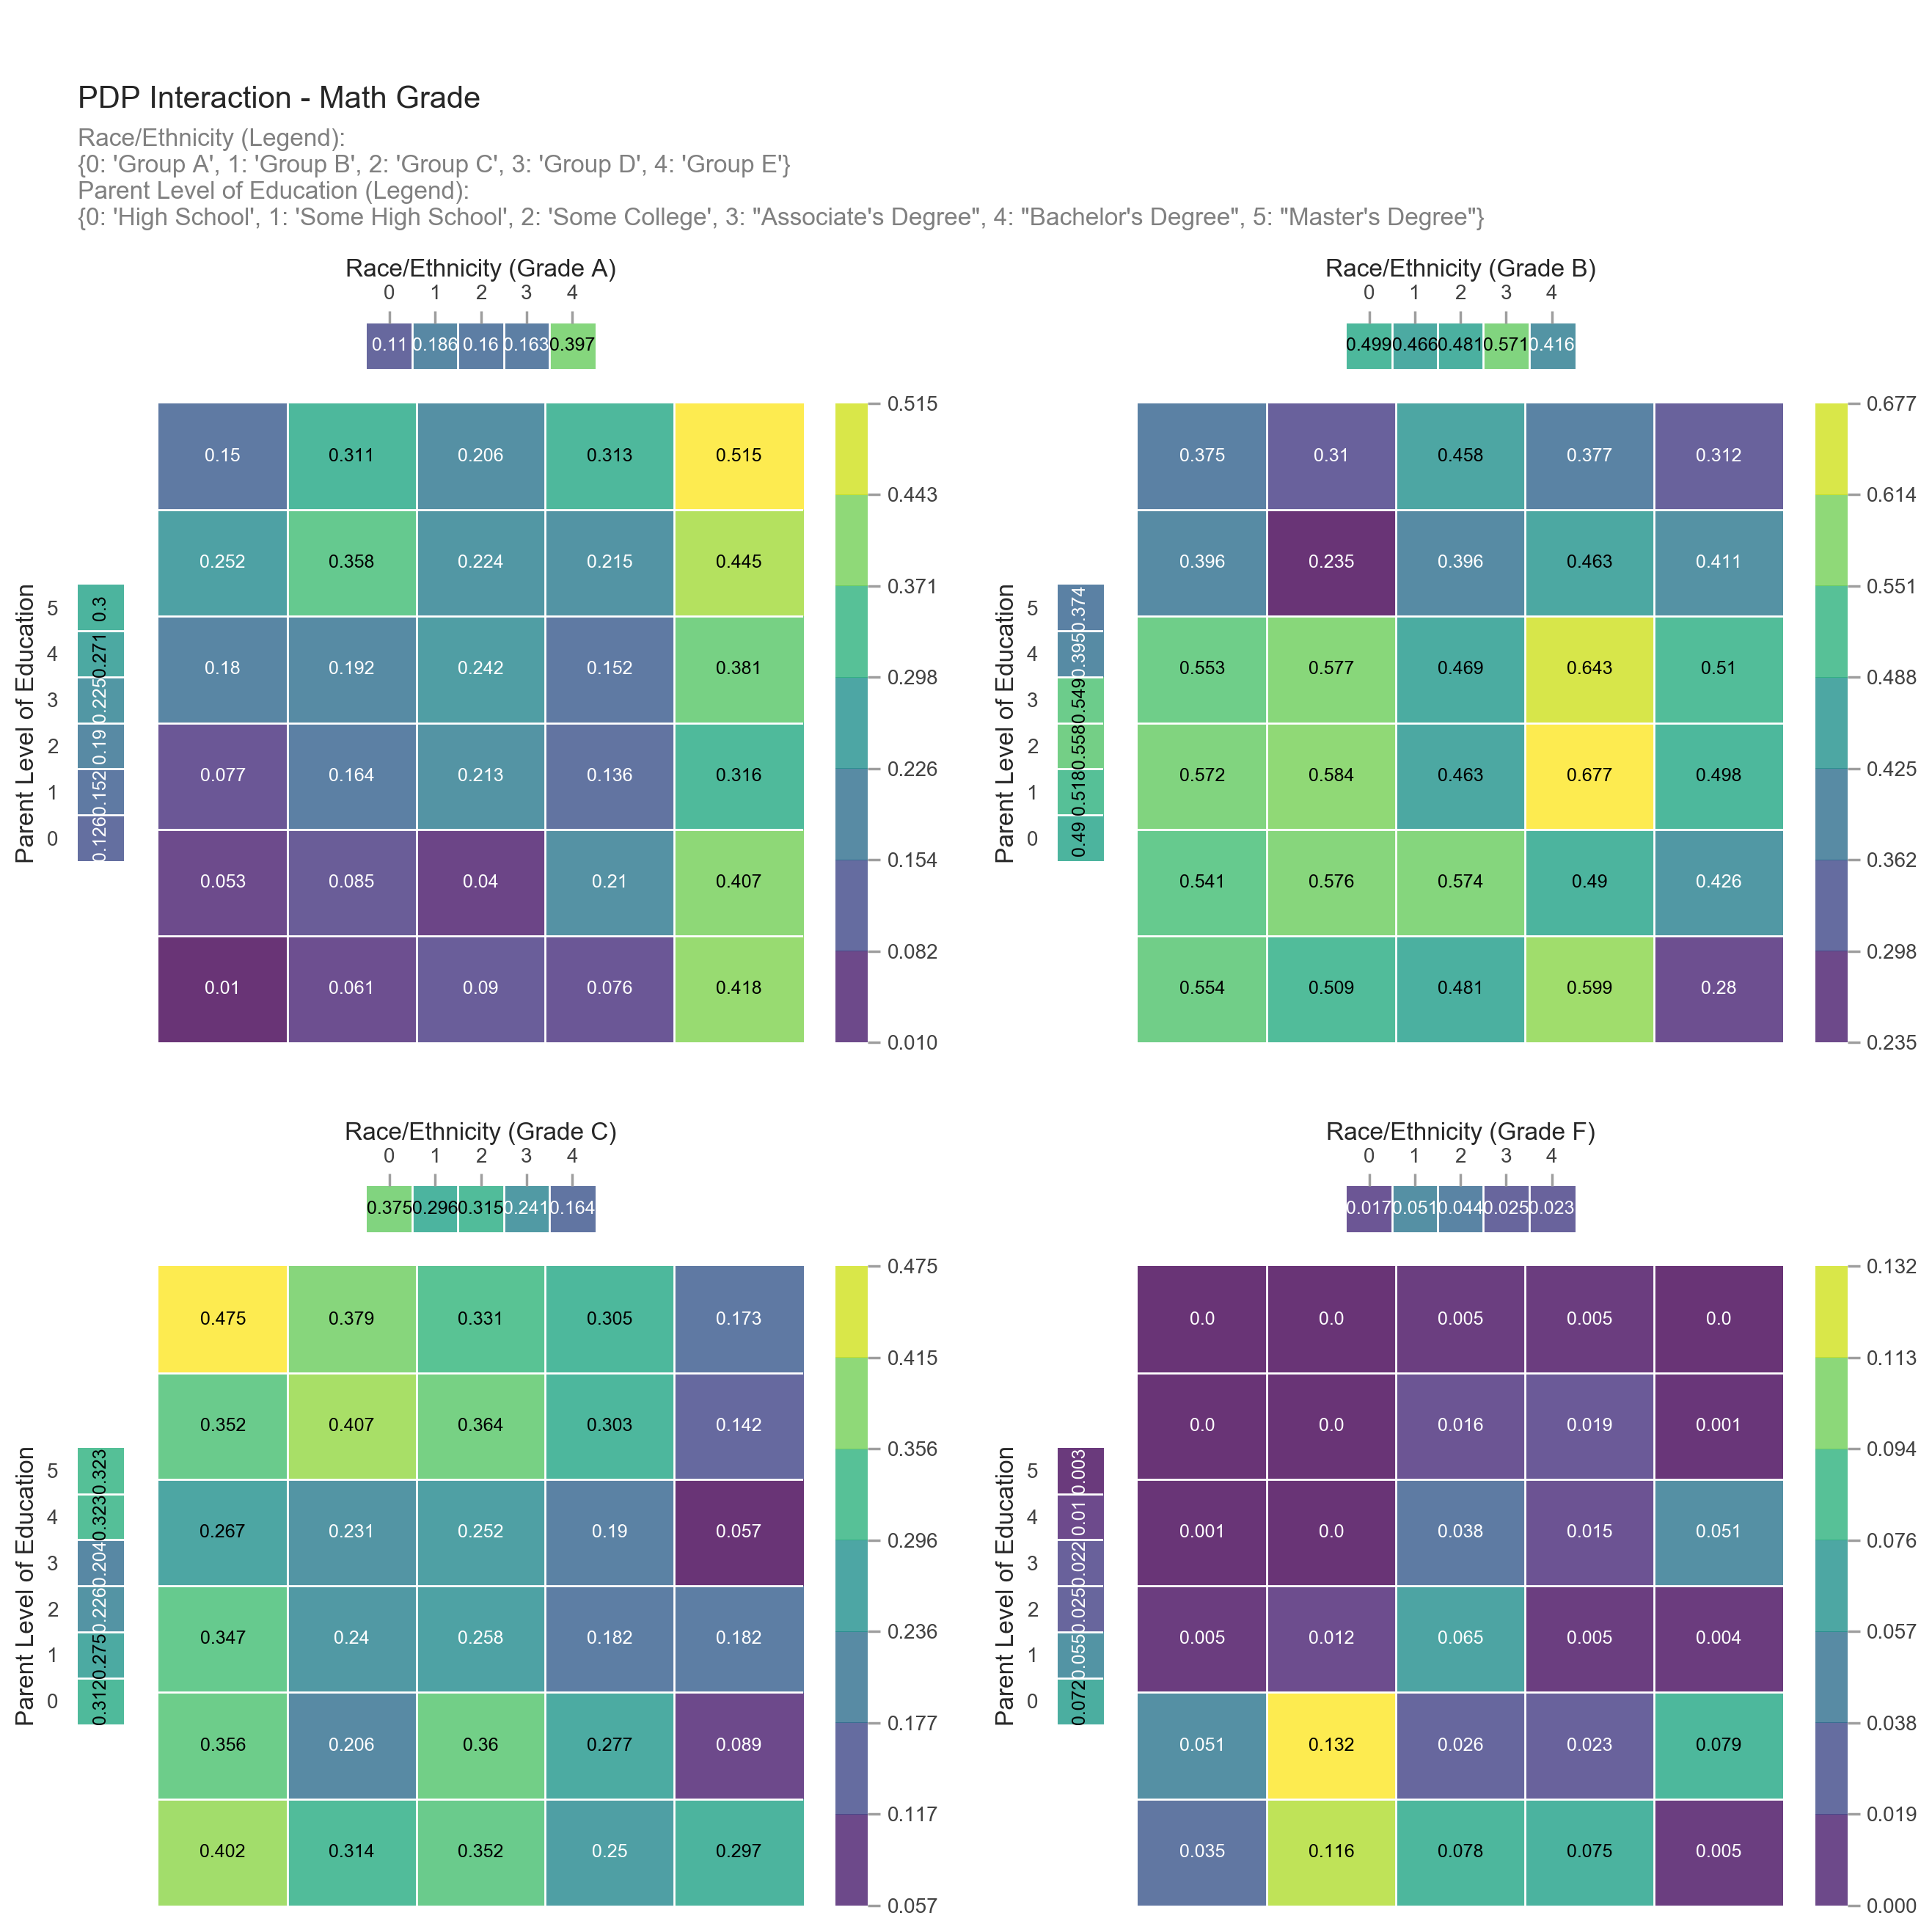 PDP Interaction - Math Grade
Race/Ethnicity (Legend):
{0: 'Group A', 1: 'Group B', 2: 'Group C', 3: 'Group D', 4: 'Group E'}
Parent Level of Education (Legend):
{0: 'High School', 1: 'Some High School', 2: 'Some College', 3: "Associate's Degree", 4: "Bachelor's Degree", 5: "Master's Degree"}
Race/Ethnicity (Grade A)
0 1 2 3 4
0.11 0.186 0.16 0.163 0.397
Parent Level of Education
5 4 3 2 1 0
0.3 0.271 0.225 0.19 0.152 0.126
0.15 0.311 0.206 0.313 0.515
0.252 0.358 0.224 0.215 0.445
0.18 0.192 0.242 0.152 0.381
0.077 0.164 0.213 0.136 0.316
0.053 0.085 0.04 0.21 0.407
0.01 0.061 0.09 0.076 0.418
0.515
0.443
0.371
0.298
0.226
0.154
0.082
0.010
Race/Ethnicity (Grade B)
0 1 2 3 4
0.499 0.466 0.481 0.571 0.416
Parent Level of Education
5 4 3 2 1 0
0.374 0.395 0.549 0.558 0.518 0.49
0.375 0.31 0.458 0.377 0.312
0.396 0.235 0.396 0.463 0.411
0.553 0.577 0.469 0.643 0.51
0.572 0.584 0.463 0.677 0.498
0.541 0.576 0.574 0.49 0.426
0.554 0.509 0.481 0.599 0.28
0.677
0.614
0.551
0.488
0.425
0.362
0.298
0.235
Race/Ethnicity (Grade C)
0 1 2 3 4
0.375 0.296 0.315 0.241 0.164
Parent Level of Education
5 4 3 2 1 0
0.323 0.323 0.204 0.226 0.275 0.312
0.475 0.379 0.331 0.305 0.173
0.352 0.407 0.364 0.303 0.142
0.267 0.231 0.252 0.19 0.057
0.347 0.24 0.258 0.182 0.182
0.356 0.206 0.36 0.277 0.089
0.402 0.314 0.352 0.25 0.297
0.475
0.415
0.356
0.296
0.236
0.177
0.117
0.057
Race/Ethnicity (Grade F)
0 1 2 3 4
0.017 0.051 0.044 0.025 0.023
Parent Level of Education
5 4 3 2 1 0
0.003 0.01 0.022 0.025 0.055 0.072
0.0 0.0 0.005 0.005 0.0
0.0 0.0 0.016 0.019 0.001
0.001 0.0 0.038 0.015 0.051
0.005 0.012 0.065 0.005 0.004
0.051 0.132 0.026 0.023 0.079
0.035 0.116 0.078 0.075 0.005
0.132
0.113
0.094
0.076
0.057
0.038
0.019
0.000